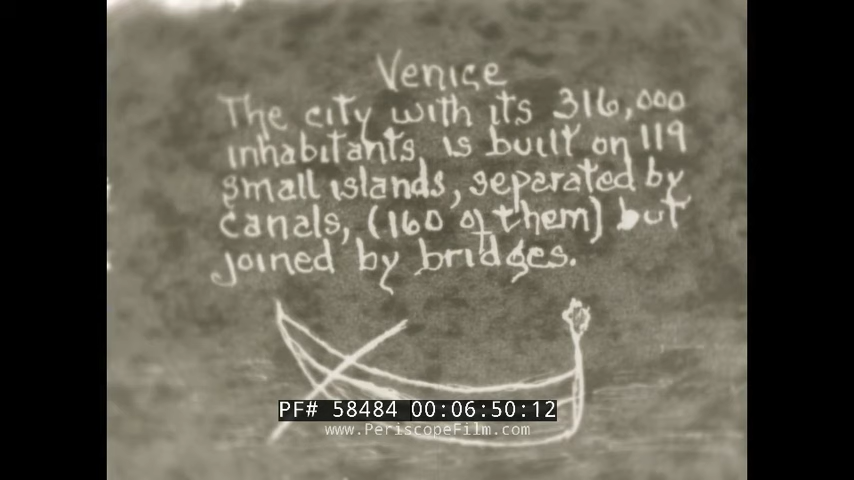 Venice
The city with its 316,000
inhabitants, is built on 119
small islands, separated by
canals, (160 of them) but
joined by bridges.
PF# 58484 00:06:50:12
www.PeriscopeFilm.com